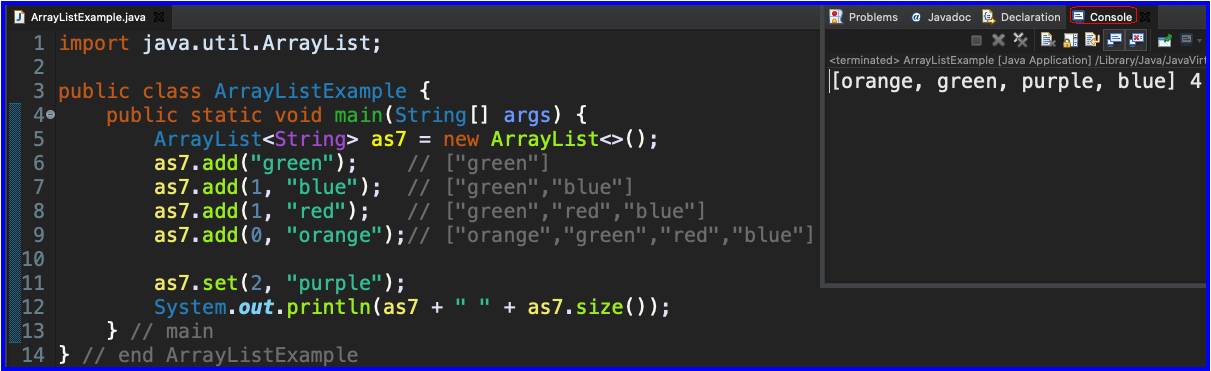 ArrayListExample.java
1 import java.util.ArrayList;
2
3 public class ArrayListExample {
4 public static void main(String[] args) {
5 ArrayList<String> as7 = new ArrayList<>();
6 as7.add("green"); // ["green"]
7 as7.add(1, "blue"); // ["green","blue"]
8 as7.add(1, "red"); // ["green","red","blue"]
9 as7.add(0, "orange");// ["orange","green","red","blue"]
10
11 as7.set(2, "purple");
12 System.out.println(as7 + " " + as7.size());
13 } // main
14 } // end ArrayListExample
Problems @ Javadoc Declaration Console
<terminated> ArrayListExample [Java Application] /Library/Java/JavaVirt
[orange, green, purple, blue] 4